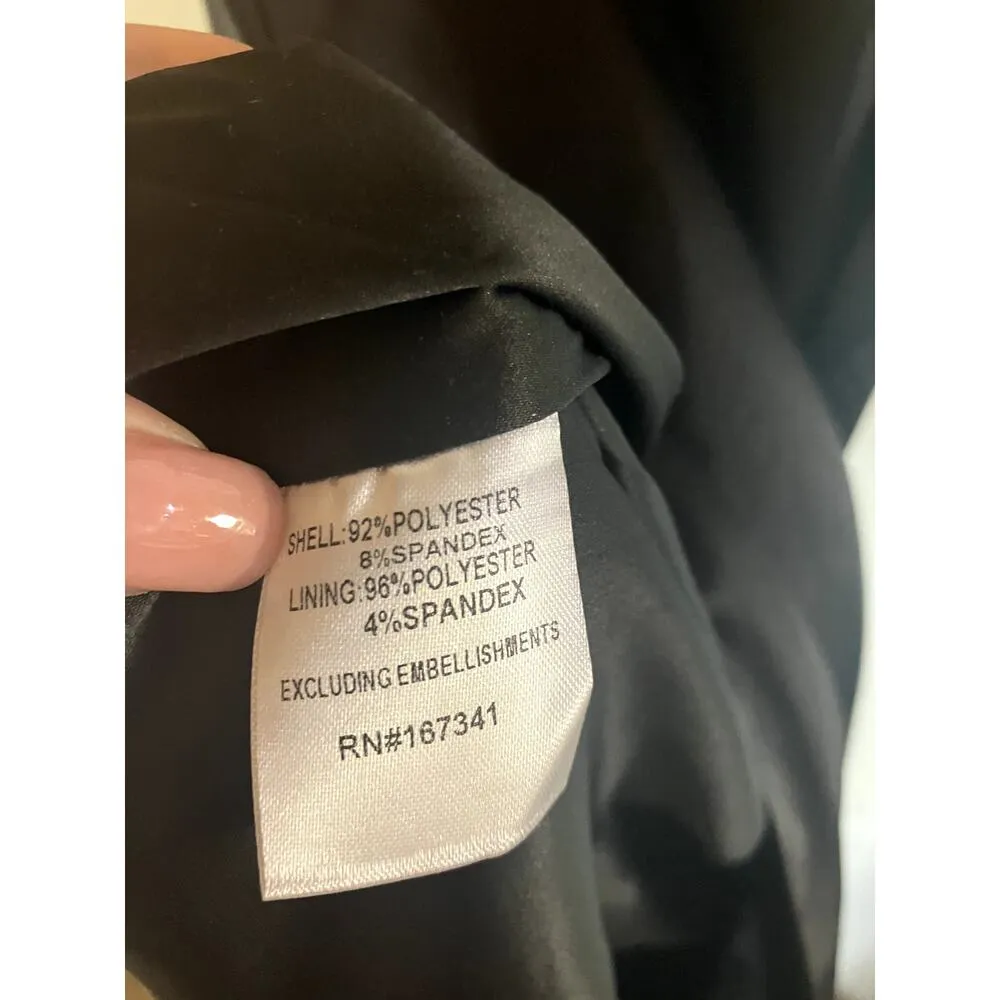 SHELL:92%POLYESTER
8%SPANDEX
LINING:96%POLYESTER
4%SPANDEX
EXCLUDING EMBELLISHMENTS
RN#167341